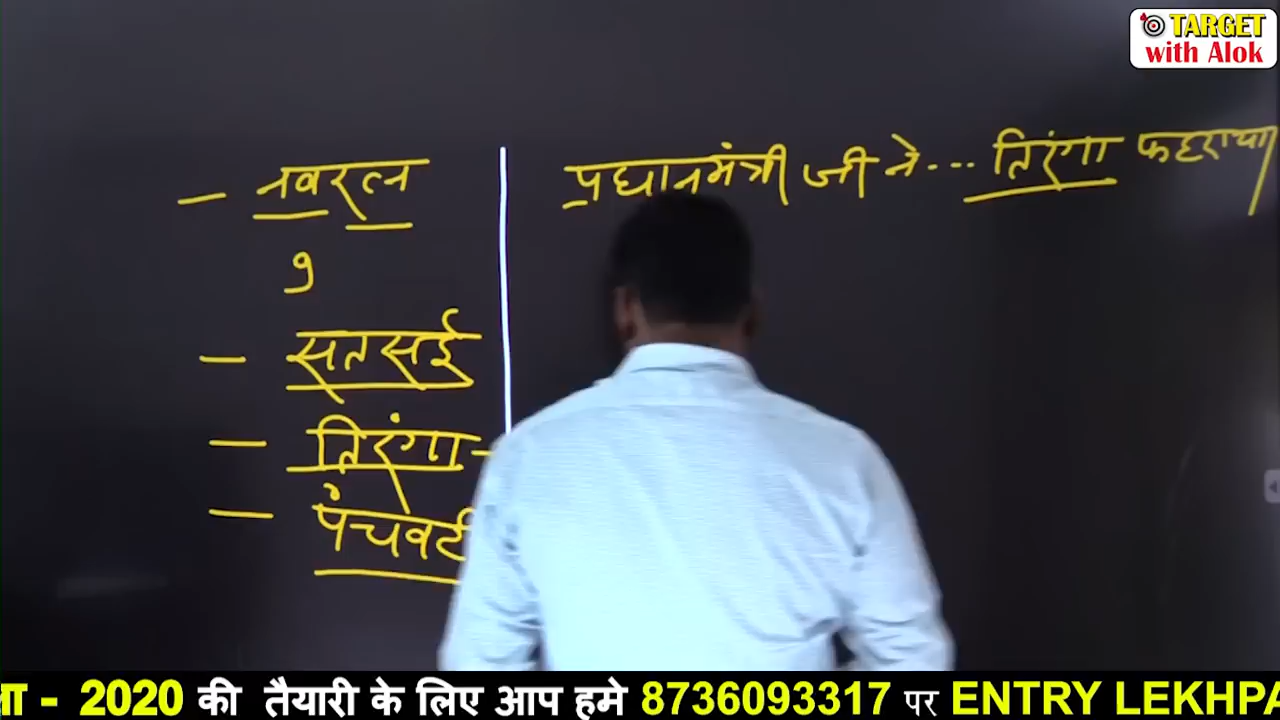 TARGET
with Alok
- नवरत्न
9
- सतसई
- तिरंगा -
- पंचवटी
प्रधानमंत्री जी ने... तिरंगा फहराया
- 2020 की तैयारी के लिए आप हमे 8736093317 पर ENTRY LEKHPA